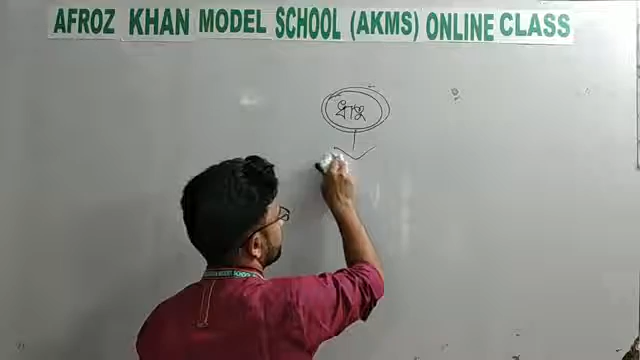 AFROZ KHAN MODEL SCHOOL (AKMS) ONLINE CLASS
ধাতু